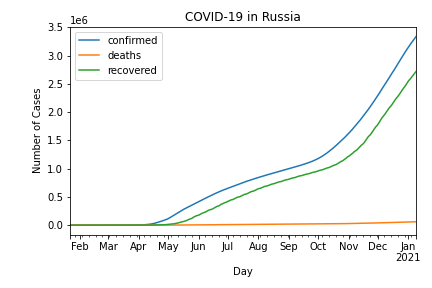 COVID-19 in Russia
1e6
3.5
3.0
2.5
2.0
1.5
1.0
0.5
0.0
Number of Cases
confirmed
deaths
recovered
Feb Mar Apr May Jun Jul Aug Sep Oct Nov Dec Jan
2021
Day